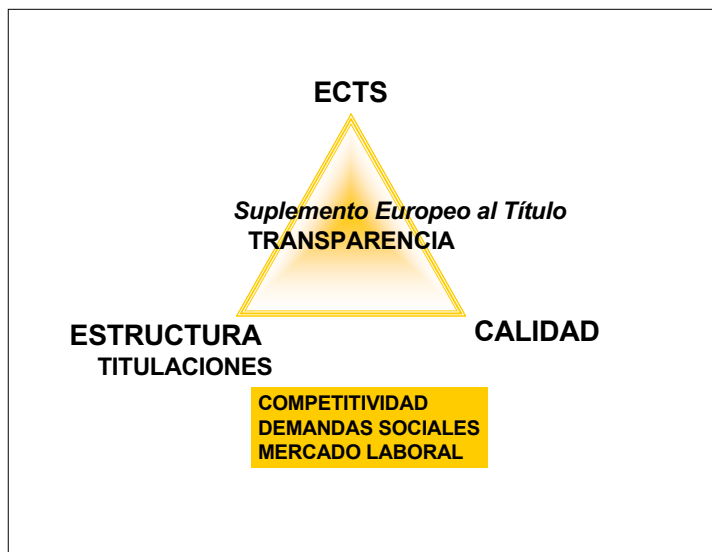 ECTS
Suplemento Europeo al Título
TRANSPARENCIA
ESTRUCTURA
TITULACIONES
CALIDAD
COMPETITIVIDAD
DEMANDAS SOCIALES
MERCADO LABORAL